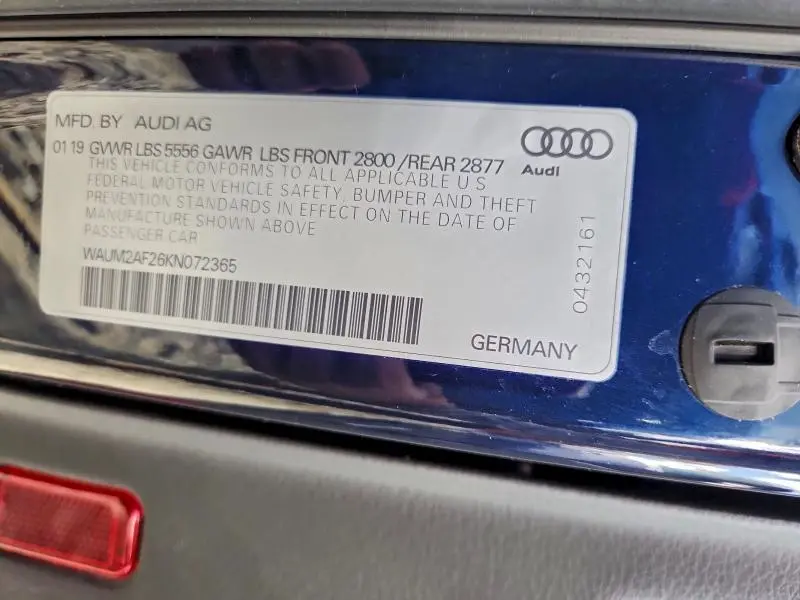 MFD. BY AUDI AG
01 19 GVWR LBS 5556 GAWR LBS FRONT 2800 / REAR 2877
THIS VEHICLE CONFORMS TO ALL APPLICABLE U S
FEDERAL MOTOR VEHICLE SAFETY, BUMPER AND THEFT
PREVENTION STANDARDS IN EFFECT ON THE DATE OF
MANUFACTURE SHOWN ABOVE
PASSENGER CAR
WAUM2AF26KN072365
Audi
0432161
GERMANY